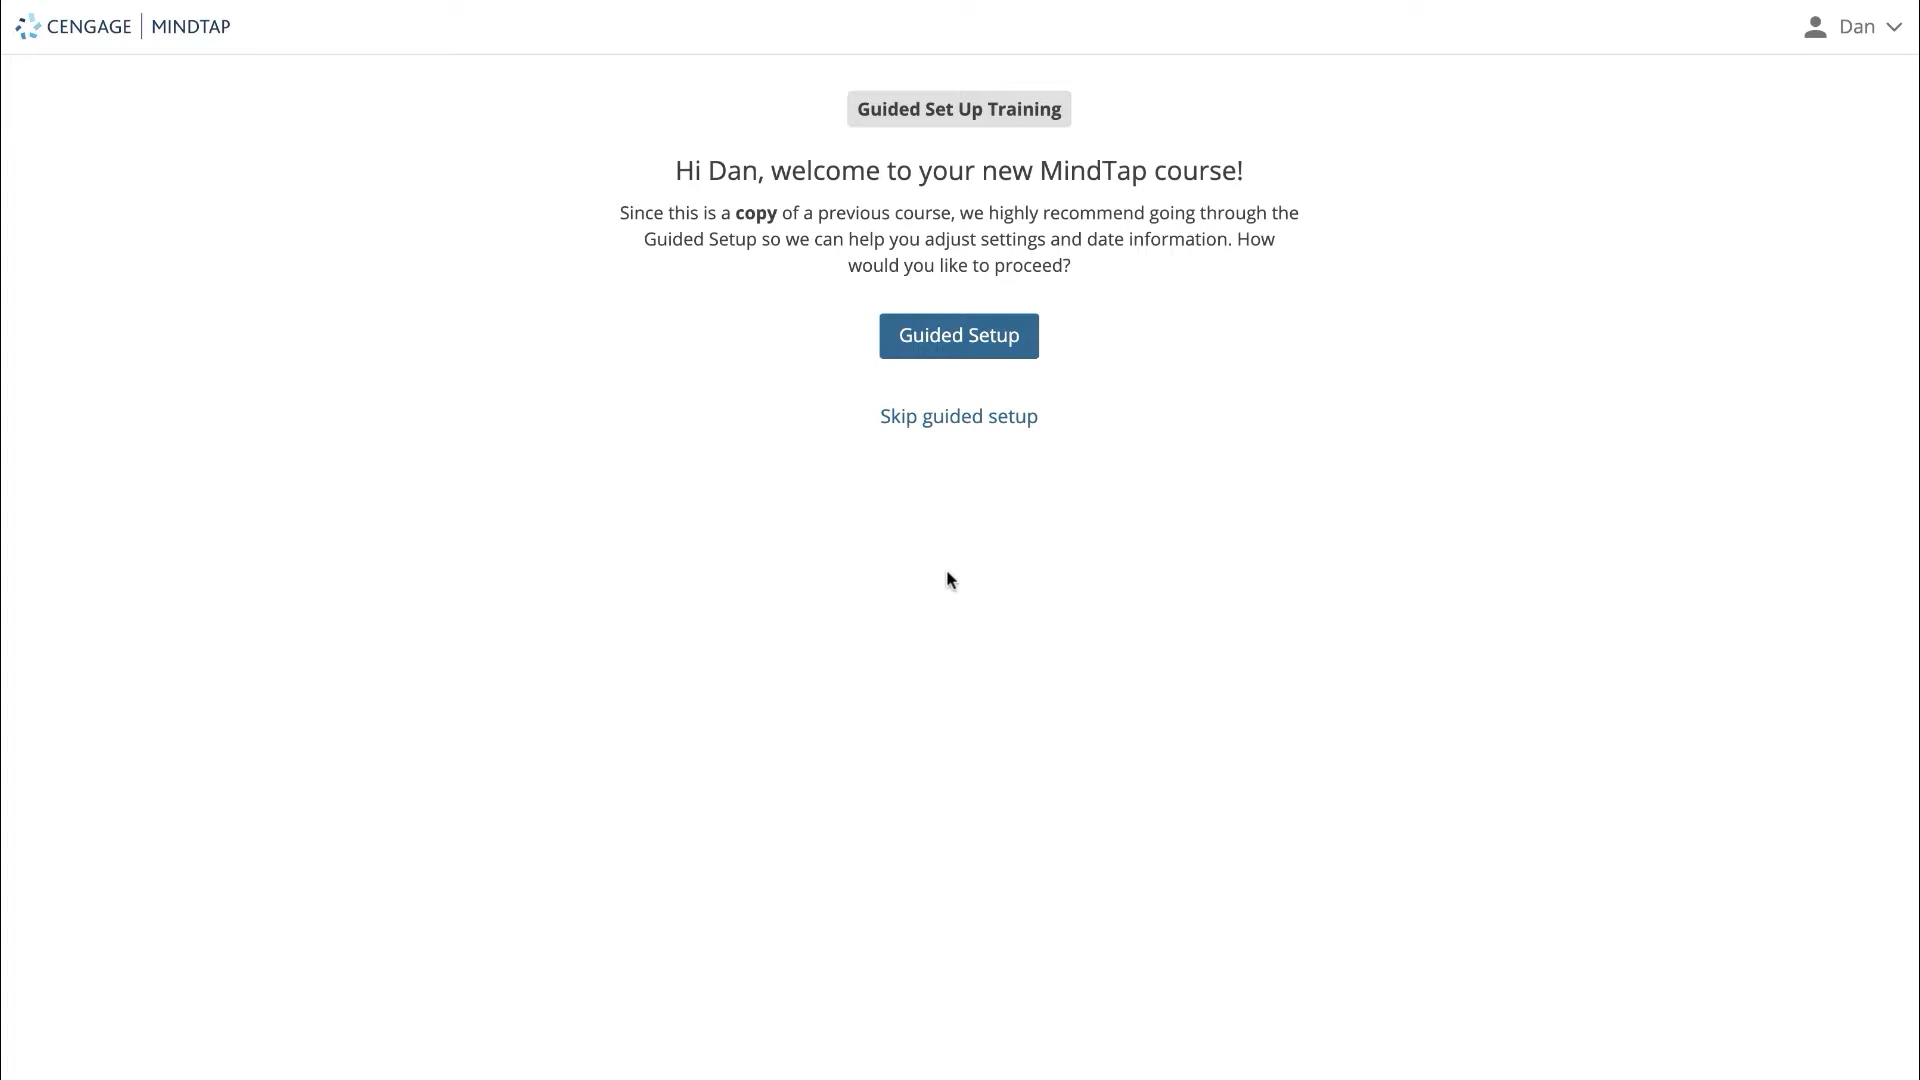 CENGAGE | MINDTAP
Dan
Guided Set Up Training
Hi Dan, welcome to your new MindTap course!
Since this is a copy of a previous course, we highly recommend going through the
Guided Setup so we can help you adjust settings and date information. How
would you like to proceed?
Guided Setup
Skip guided setup